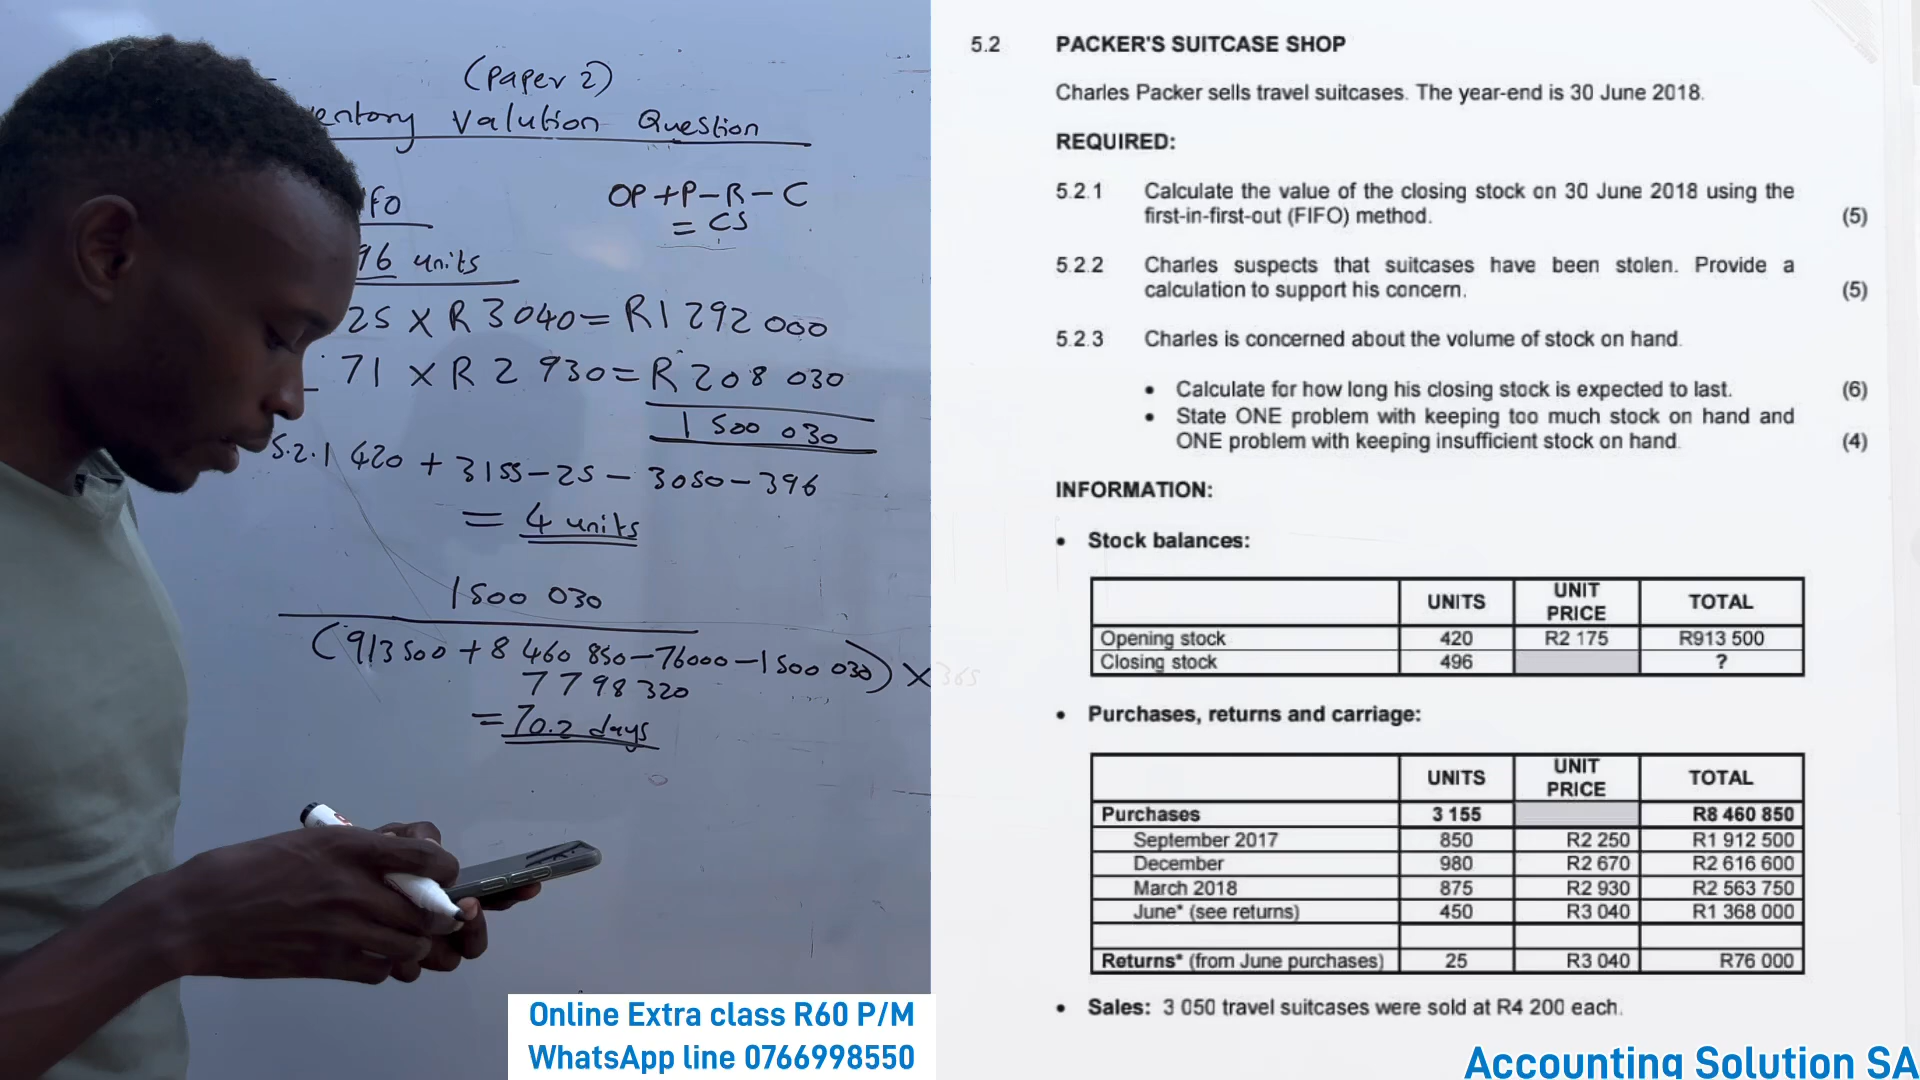 (Paper 2)
entory Valution Question
fo
OP + P - R - C
= CS
96 units
25 X R 3 040 = R1 292 000
71 X R 2 930 = R 208 030
1 500 030
5.2.1 420 + 3155 - 25 - 3050 - 396
= 4 units
1 500 030
(913 500 + 8 460 850 - 76000 - 1 500 030) X 365
7 798 320
= 70.2 days
Online Extra class R60 P/M
WhatsApp line 0766998550
5.2 PACKER'S SUITCASE SHOP
Charles Packer sells travel suitcases. The year-end is 30 June 2018.
REQUIRED:
5.2.1 Calculate the value of the closing stock on 30 June 2018 using the
first-in-first-out (FIFO) method. (5)
5.2.2 Charles suspects that suitcases have been stolen. Provide a
calculation to support his concern. (5)
5.2.3 Charles is concerned about the volume of stock on hand.
• Calculate for how long his closing stock is expected to last. (6)
• State ONE problem with keeping too much stock on hand and
ONE problem with keeping insufficient stock on hand. (4)
INFORMATION:
• Stock balances:
UNITS UNIT PRICE TOTAL
Opening stock 420 R2 175 R913 500
Closing stock 496 ?
• Purchases, returns and carriage:
UNITS UNIT PRICE TOTAL
Purchases 3 155 R8 460 850
September 2017 850 R2 250 R1 912 500
December 980 R2 670 R2 616 600
March 2018 875 R2 930 R2 563 750
June* (see returns) 450 R3 040 R1 368 000
Returns* (from June purchases) 25 R3 040 R76 000
• Sales: 3 050 travel suitcases were sold at R4 200 each.
Accounting Solution SA